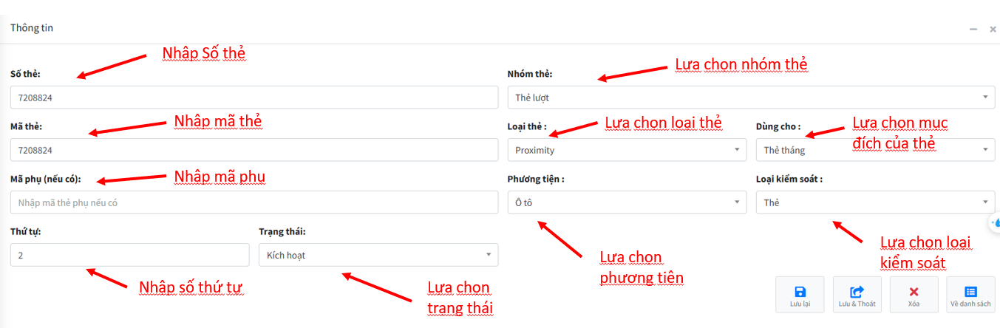 Thông tin
Nhập Số thẻ
Lưa chon nhóm thẻ
Số thẻ:
Nhóm thẻ:
7208824
Thẻ lượt
Nhập mã thẻ
Lưa chon loai thẻ
Lưa chon muc
đích của thẻ
Mã thẻ:
Loại thẻ :
Dùng cho :
7208824
Proximity
Thẻ tháng
Nhập mã phụ
Mã phụ (nếu có):
Phương tiện :
Loại kiểm soát :
Nhập mã thẻ phụ nếu có
Ô tô
Thẻ
Thứ tự:
Trạng thái:
2
Kích hoạt
Lưa chon
phương tiên
Lưa chon loai
kiểm soát
Nhập số thứ tư
Lưa chon
trang thái
Lưu lại
Lưu & Thoát
Xóa
Về danh sách